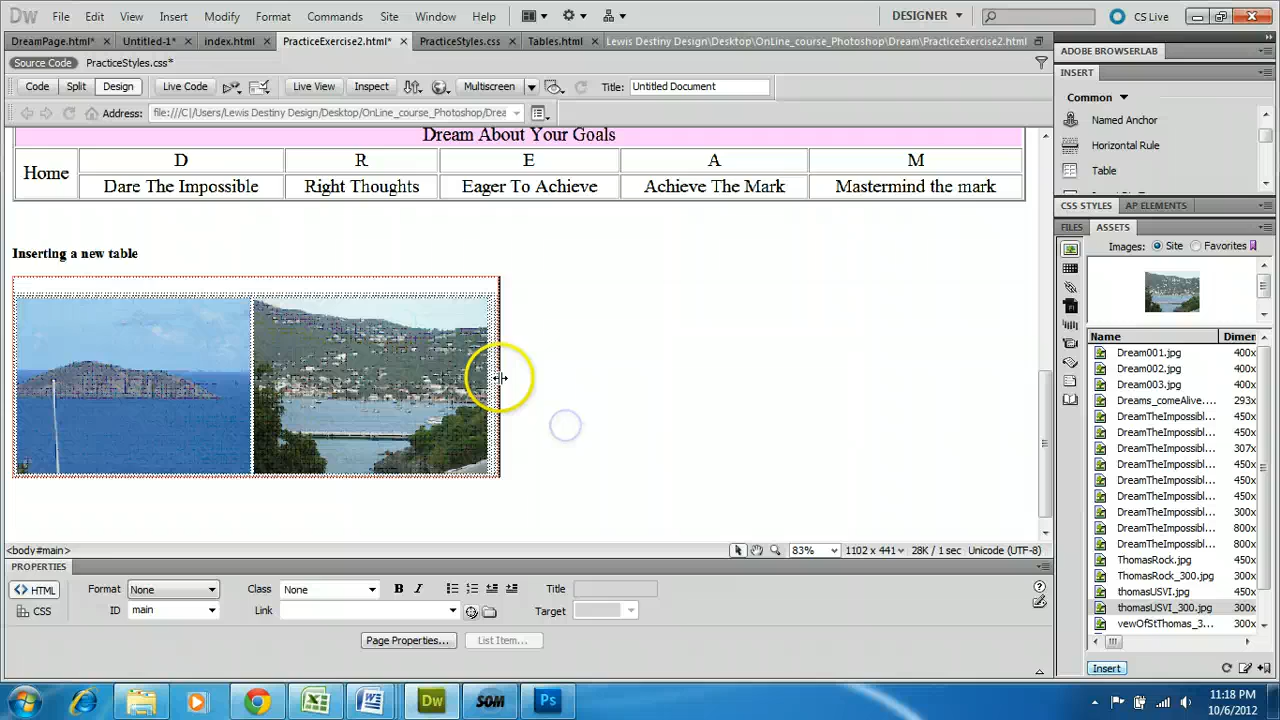 Dw File Edit View Insert Modify Format Commands Site Window Help DESIGNER CS Live
DreamPage.html* Untitled-1* index.html PracticeExercise2.html* PracticeStyles.css Tables.html Lewis Destiny Design\Desktop\OnLine_course_Photoshop\Dream\PracticeExercise2.html
Source Code PracticeStyles.css*
Code Split Design Live Code Live View Inspect Multiscreen Title: Untitled Document
Address: file:///C|/Users/Lewis Destiny Design/Desktop/OnLine_course_Photoshop/Drea
Dream About Your Goals
Home D R E A M
Dare The Impossible Right Thoughts Eager To Achieve Achieve The Mark Mastermind the mark
Inserting a new table
<body#main> 83% 1102 x 441 28K / 1 sec Unicode (UTF-8)
PROPERTIES
HTML Format None Class None B I Title
CSS ID main Link Target
Page Properties... List Item...
ADOBE BROWSERLAB
INSERT
Common
Named Anchor
Horizontal Rule
Table
CSS STYLES AP ELEMENTS
FILES ASSETS
Images: Site Favorites
Name Dimen
Dream001.jpg 400x
Dream002.jpg 400x
Dream003.jpg 400x
Dreams_comeAlive... 293x
DreamTheImpossibl... 450x
DreamTheImpossibl... 450x
DreamTheImpossibl... 307x
DreamTheImpossibl... 450x
DreamTheImpossibl... 450x
DreamTheImpossibl... 450x
DreamTheImpossibl... 300x
DreamTheImpossibl... 800x
DreamTheImpossibl... 800x
ThomasRock.jpg 400x
ThomasRock_300.jpg 300x
thomasUSVI.jpg 450x
thomasUSVI_300.jpg 300x
vewOfStThomas_3... 300x
Insert
Dw SOM Ps
11:18 PM
10/6/2012